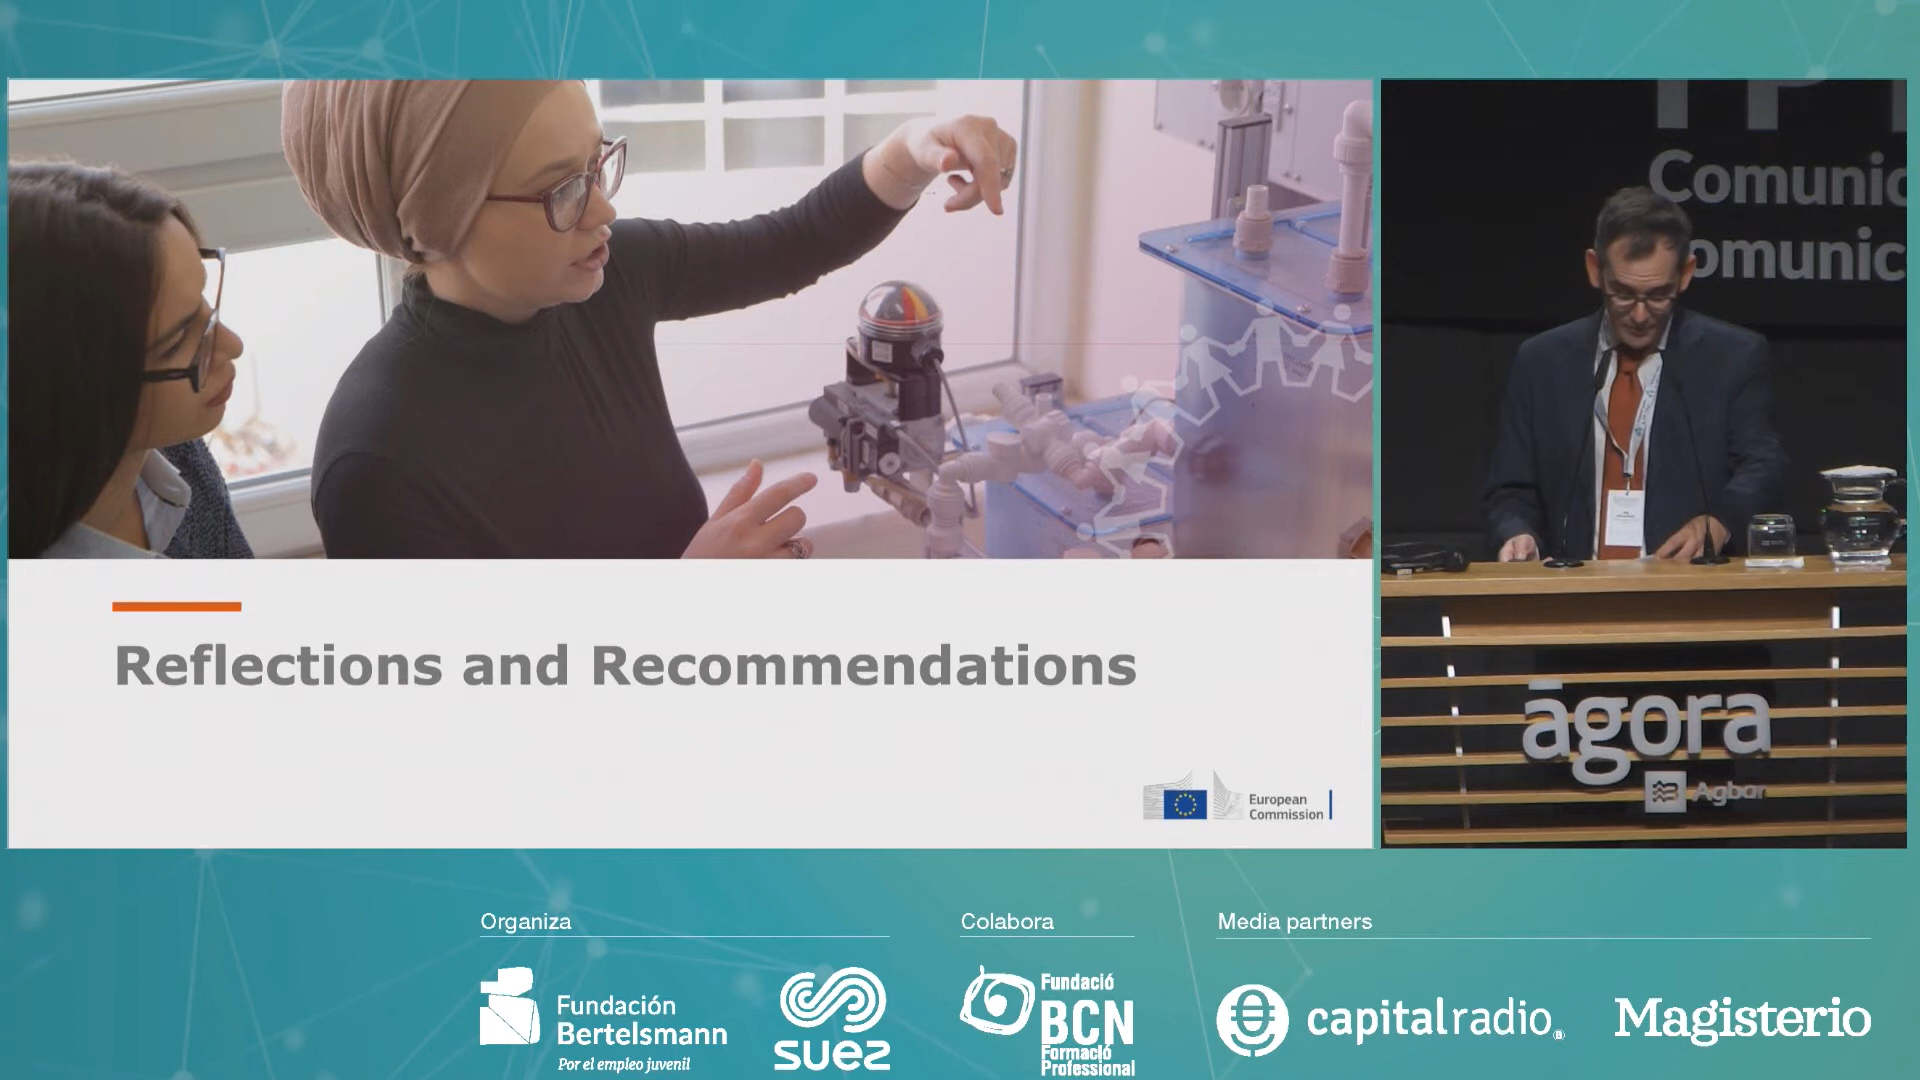 Comunic
omunic
Reflections and Recommendations
European
Commission
āgora
Agbar
Organiza
Colabora
Media partners
Fundación
Bertelsmann
Por el empleo juvenil
suez
Fundació
BCN
Formació
Professional
capitalradio
Magisterio